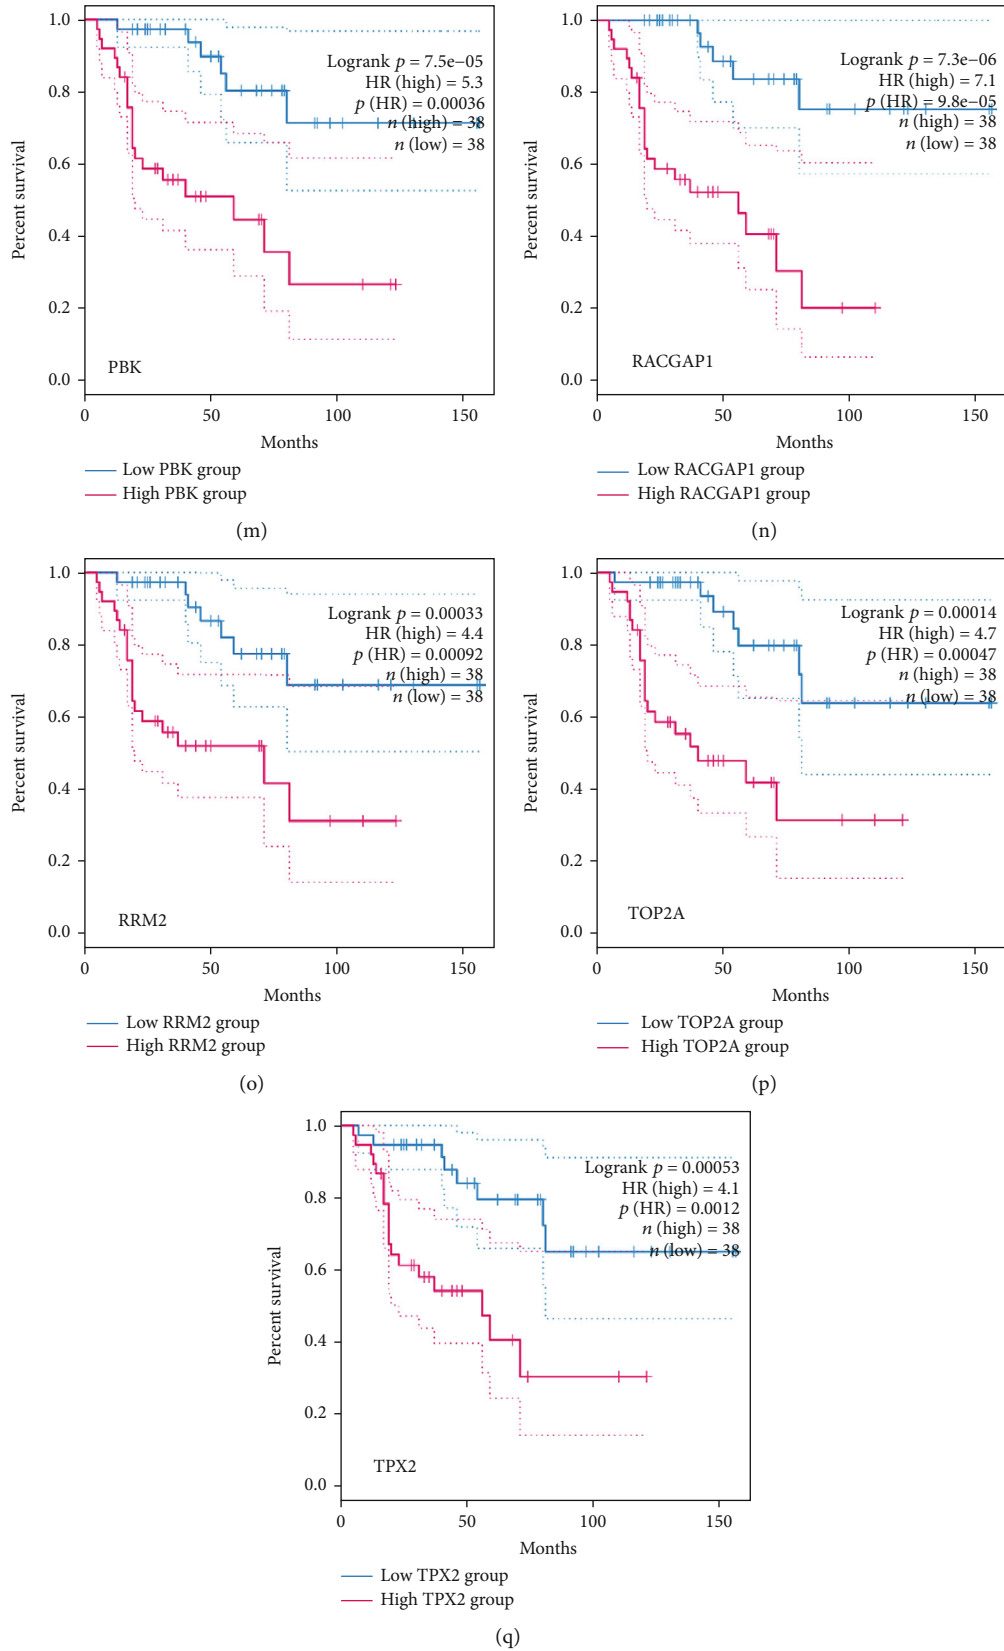 1.0
0.8
0.6
0.4
0.2
0.0
Percent survival
Logrank p = 7.5e−05
HR (high) = 5.3
p (HR) = 0.00036
n (high) = 38
n (low) = 38
PBK
0 50 100 150
Months
Low PBK group
High PBK group
(m)
1.0
0.8
0.6
0.4
0.2
0.0
Percent survival
Logrank p = 7.3e−06
HR (high) = 7.1
p (HR) = 9.8e−05
n (high) = 38
n (low) = 38
RACGAP1
0 50 100 150
Months
Low RACGAP1 group
High RACGAP1 group
(n)
1.0
0.8
0.6
0.4
0.2
0.0
Percent survival
Logrank p = 0.00033
HR (high) = 4.4
p (HR) = 0.00092
n (high) = 38
n (low) = 38
RRM2
0 50 100 150
Months
Low RRM2 group
High RRM2 group
(o)
1.0
0.8
0.6
0.4
0.2
0.0
Percent survival
Logrank p = 0.00014
HR (high) = 4.7
p (HR) = 0.00047
n (high) = 38
n (low) = 38
TOP2A
0 50 100 150
Months
Low TOP2A group
High TOP2A group
(p)
1.0
0.8
0.6
0.4
0.2
0.0
Percent survival
Logrank p = 0.00053
HR (high) = 4.1
p (HR) = 0.0012
n (high) = 38
n (low) = 38
TPX2
0 50 100 150
Months
Low TPX2 group
High TPX2 group
(q)